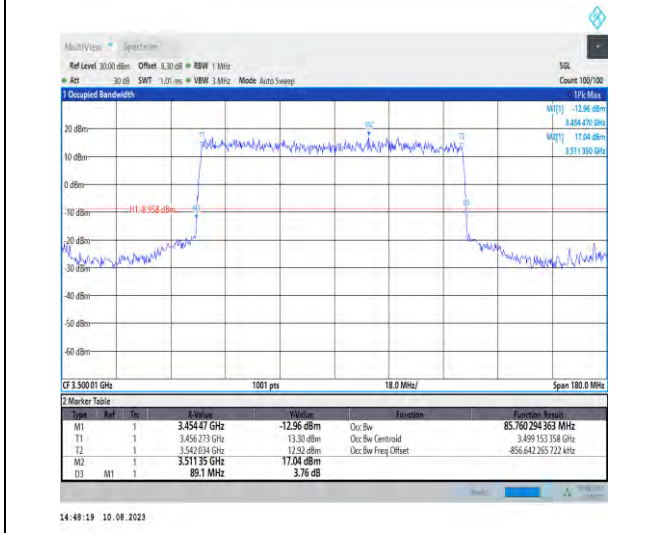 MultiView Spectrum
Ref Level 30.00 dBm Offset 8.30 dB RBW 1 MHz SGL
Att 30 dB SWT 1.01 ms VBW 3 MHz Mode Auto Sweep Count 100/100
1 Occupied Bandwidth 1Pk Max
M1[1] -12.96 dBm
3.454 470 GHz
20 dBm
T1 M2 T2
M2[1] 17.04 dBm
3.511 350 GHz
10 dBm
0 dBm
H1 -8.958 dBm
M1 D3
-10 dBm
-20 dBm
-30 dBm
-40 dBm
-50 dBm
-60 dBm
CF 3.500 01 GHz 1001 pts 18.0 MHz/ Span 180.0 MHz
2 Marker Table
Type Ref Trc X-Value Y-Value Function Function Result
M1 1 3.454 47 GHz -12.96 dBm Occ Bw 85.760 294 363 MHz
T1 1 3.456 273 GHz 13.30 dBm Occ Bw Centroid 3.499 153 358 GHz
T2 1 3.542 034 GHz 12.92 dBm Occ Bw Freq Offset -856.642 265 722 kHz
M2 1 3.511 35 GHz 17.04 dBm
D3 M1 1 89.1 MHz 3.76 dB
14:48:19 10.08.2023